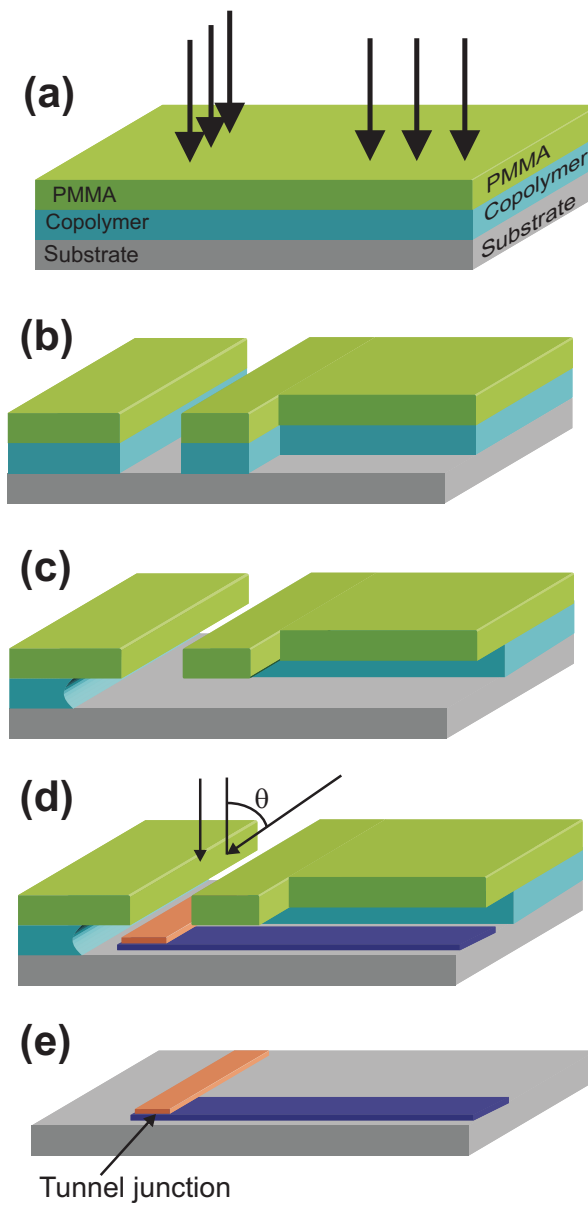 (a)
PMMA
Copolymer
Substrate
PMMA
Copolymer
Substrate
(b)
(c)
(d)
θ
(e)
Tunnel junction